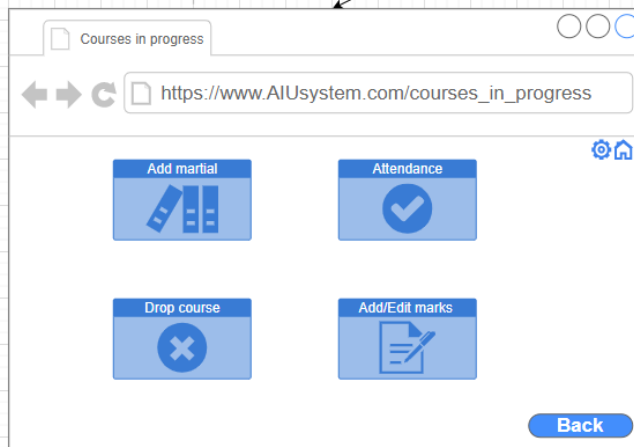 Courses in progress
https://www.AIUsystem.com/courses_in_progress
Add martial
Attendance
Drop course
Add/Edit marks
Back